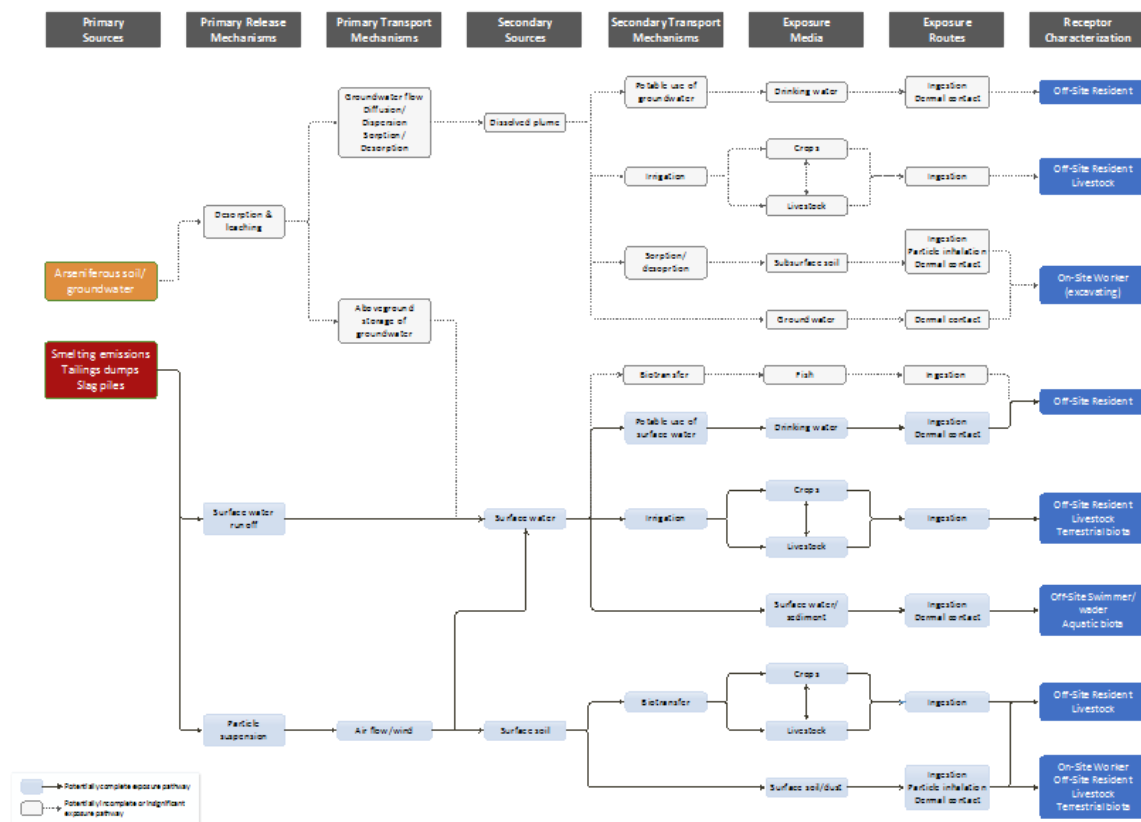 Primary
Sources
Primary Release
Mechanisms
Primary Transport
Mechanisms
Secondary
Sources
Secondary Transport
Mechanisms
Exposure
Media
Exposure
Routes
Receptor
Characterization
Potable use of
groundwater
Drinking water
Ingestion
Dermal contact
Off-Site Resident
Groundwater flow
Diffusion/
Dispersion
Sorption/
Desorption
Dissolved plume
Crops
Irrigation
Livestock
Ingestion
Off-Site Resident
Livestock
Desorption &
leaching
Sorption/
desoprtion
Subsurface soil
Ingestion
Particle inhalation
Dermal contact
Arseniferous soil/
groundwater
On-Site Worker
(excavating)
Aboveground
storage of
groundwater
Groundwater
Dermal contact
Smelting emissions
Tailings dumps
Slag piles
Biotransfer
Fish
Ingestion
Off-Site Resident
Potable use of
surface water
Drinking water
Ingestion
Dermal contact
Crops
Surface water
runoff
Surface water
Irrigation
Livestock
Ingestion
Off-Site Resident
Livestock
Terrestrial biota
Surface water/
sediment
Ingestion
Dermal contact
Off-Site Swimmer/
wader
Aquatic biota
Crops
Biotransfer
Livestock
Ingestion
Off-Site Resident
Livestock
Particle
suspension
Air flow/wind
Surface soil
Surface soil/dust
Ingestion
Particle inhalation
Dermal contact
On-Site Worker
Off-Site Resident
Livestock
Terrestrial biota
Potentially complete exposure pathway
Potentially incomplete or insignificant
exposure pathway